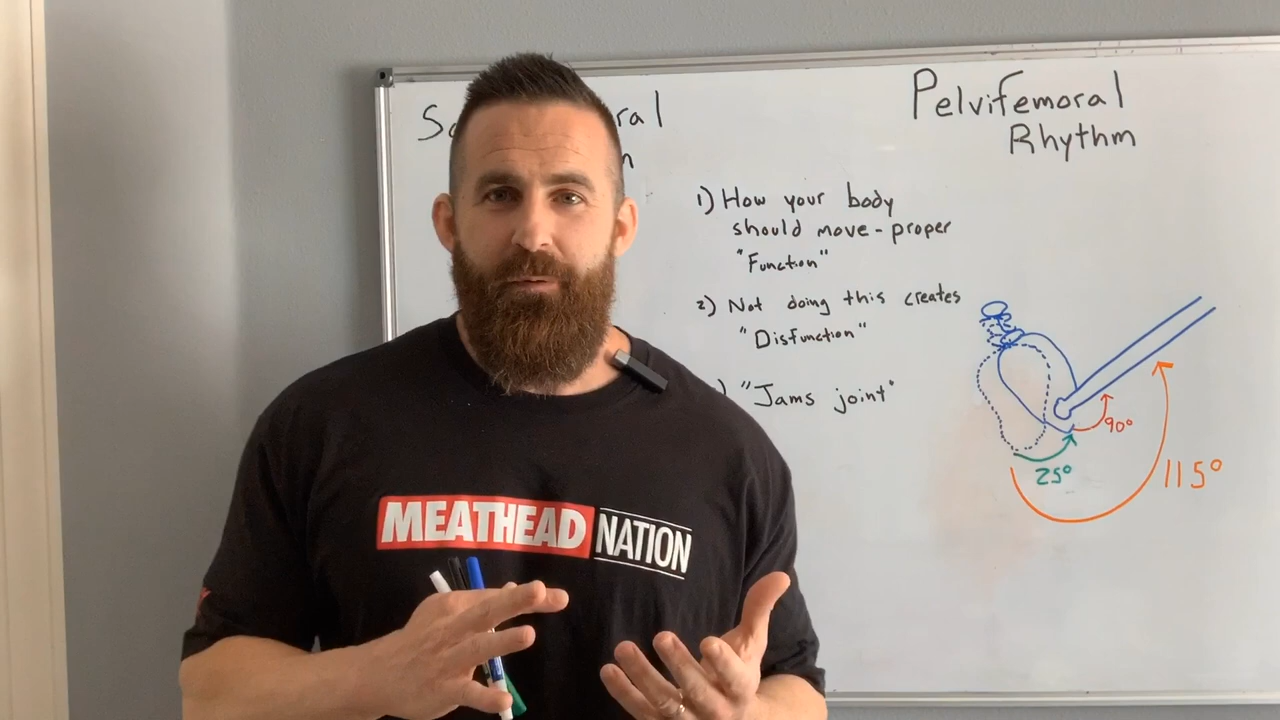 Pelvifemoral
Rhythm
1) How your body
should move - proper
"Function"
2) Not doing this creates
"Disfunction"
) "Jams joint"
90°
25°
115°
MEATHEAD NATION